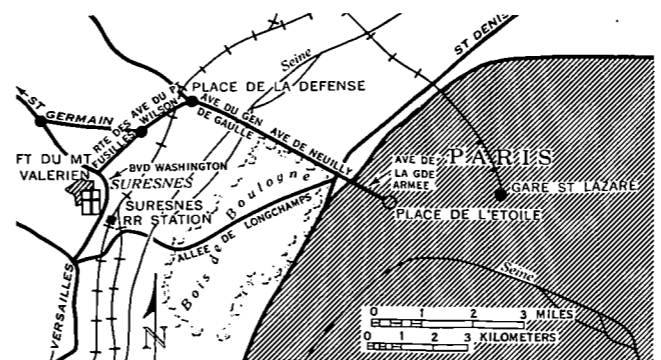 ST DENIS
Seine
PLACE DE LA DEFENSE
ST
GERMAIN
RTE DES
FUSILLES
AVE DU PT
WILSON
AVE DU GEN
DE GAULLE
AVE DE NEUILLY
AVE DE
LA GDE
ARMEE
PARIS
GARE ST LAZARE
PLACE DE L'ETOILE
FT DU MT
VALERIEN
BVD WASHINGTON
SURESNES
SURESNES
RR STATION
Bois de Boulogne
ALLEE DE LONGCHAMPS
VERSAILLES
N
Seine
0 1 2 3 MILES
0 1 2 3 KILOMETERS